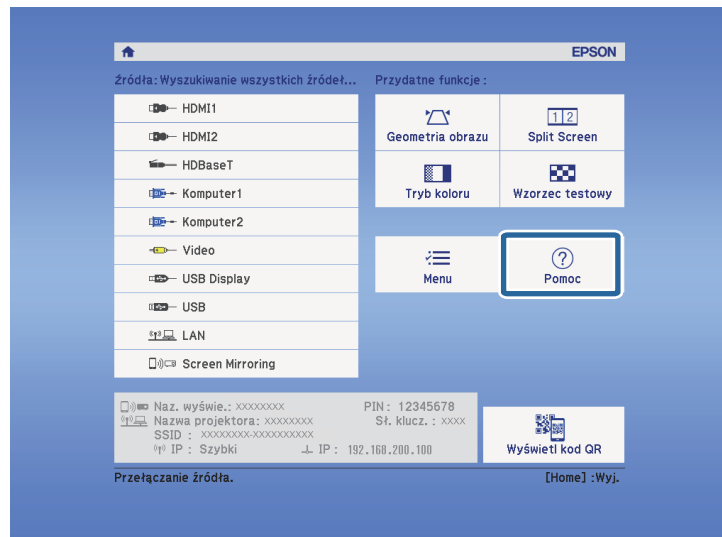 EPSON
Źródła: Wyszukiwanie wszystkich źródeł...
HDMI1
HDMI2
HDBaseT
Komputer1
Komputer2
Video
USB Display
USB
LAN
Screen Mirroring
Przydatne funkcje :
Geometria obrazu
1 2
Split Screen
Tryb koloru
Wzorzec testowy
Menu
?
Pomoc
Naz. wyświe.: XXXXXXXX
PIN : 12345678
Nazwa projektora: XXXXXXXX
Sł. klucz. : XXXX
SSID : XXXXXXXX-XXXXXXXXXX
IP : Szybki
IP : 192.168.200.100
Wyświetl kod QR
Przełączanie źródła.
[Home] :Wyj.